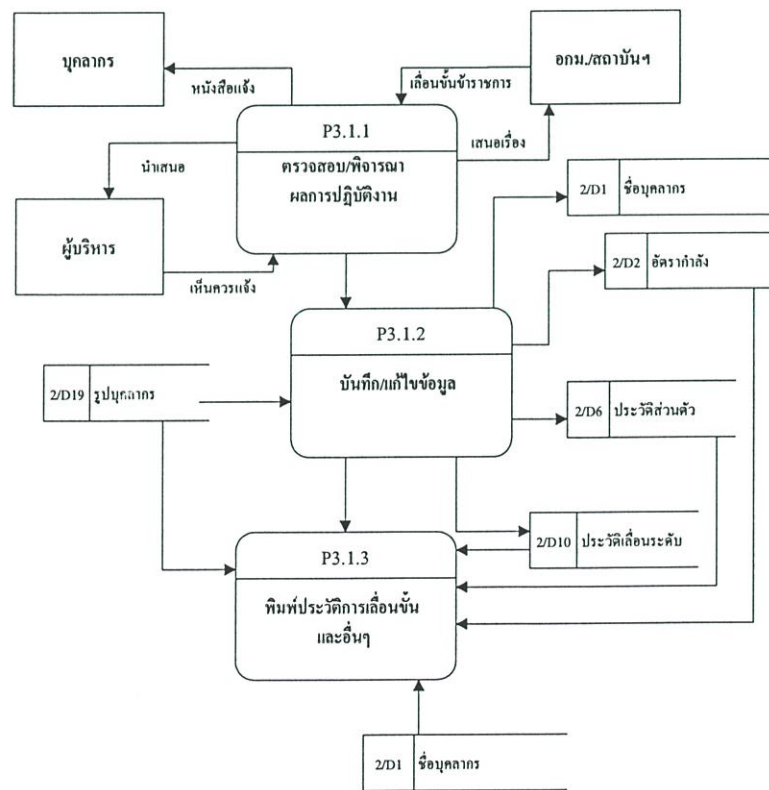 บุคลากร
อกม./สถาบันฯ
หนังสือแจ้ง
เลื่อนขั้นข้าราชการ
P3.1.1
ตรวจสอบ/พิจารณา
ผลการปฏิบัติงาน
นำเสนอ
เสนอเรื่อง
2/D1 ชื่อบุคลากร
ผู้บริหาร
เห็นควรแจ้ง
2/D2 อัตรากำลัง
P3.1.2
บันทึก/แก้ไขข้อมูล
2/D19 รูปบุคลากร
2/D6 ประวัติส่วนตัว
2/D10 ประวัติเลื่อนระดับ
P3.1.3
พิมพ์ประวัติการเลื่อนขั้น
และอื่นๆ
2/D1 ชื่อบุคลากร